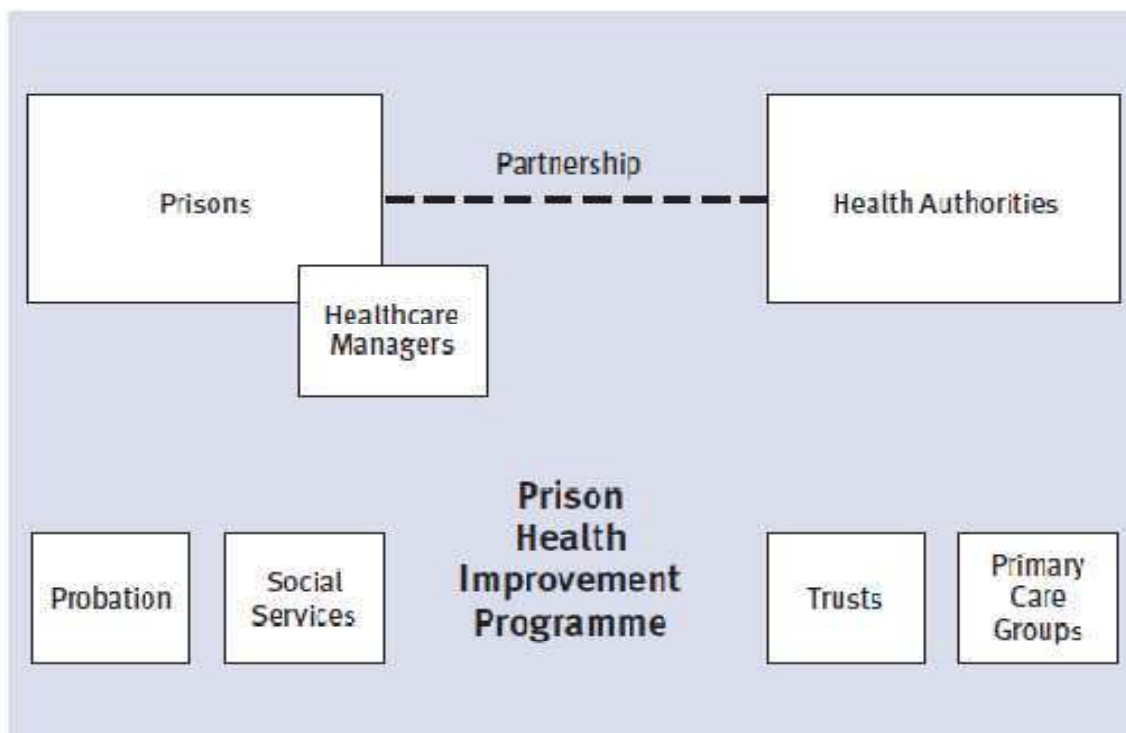 Partnership
Prisons
Health Authorities
Healthcare
Managers
Prison
Health
Improvement
Programme
Probation
Social
Services
Trusts
Primary
Care
Groups